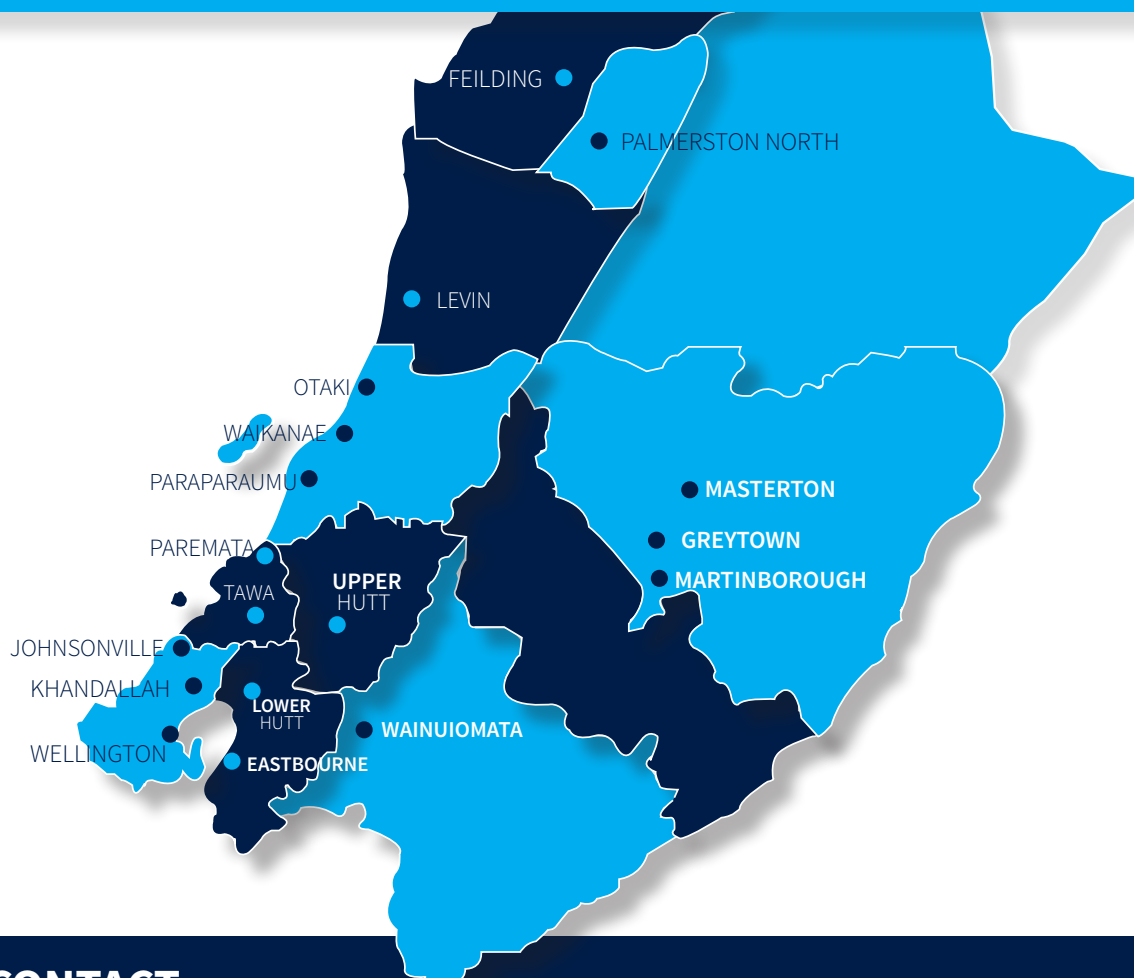 FEILDING
PALMERSTON NORTH
LEVIN
OTAKI
WAIKANAE
PARAPARAUMU
MASTERTON
GREYTOWN
PAREMATA
MARTINBOROUGH
UPPER
HUTT
TAWA
JOHNSONVILLE
KHANDALLAH
LOWER
HUTT
WAINUIOMATA
WELLINGTON
EASTBOURNE
CONTACT